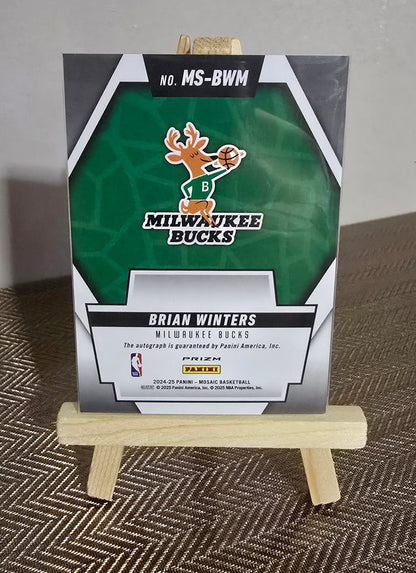 NO. MS-BWM
B
MILWAUKEE
BUCKS
BRIAN WINTERS
MILWAUKEE BUCKS
The autograph is guaranteed by Panini America, Inc.
PRIZM
PANINI
NBA
2024-25 PANINI – MOSAIC BASKETBALL
© 2025 Panini America, Inc. © 2025 NBA Properties, Inc.